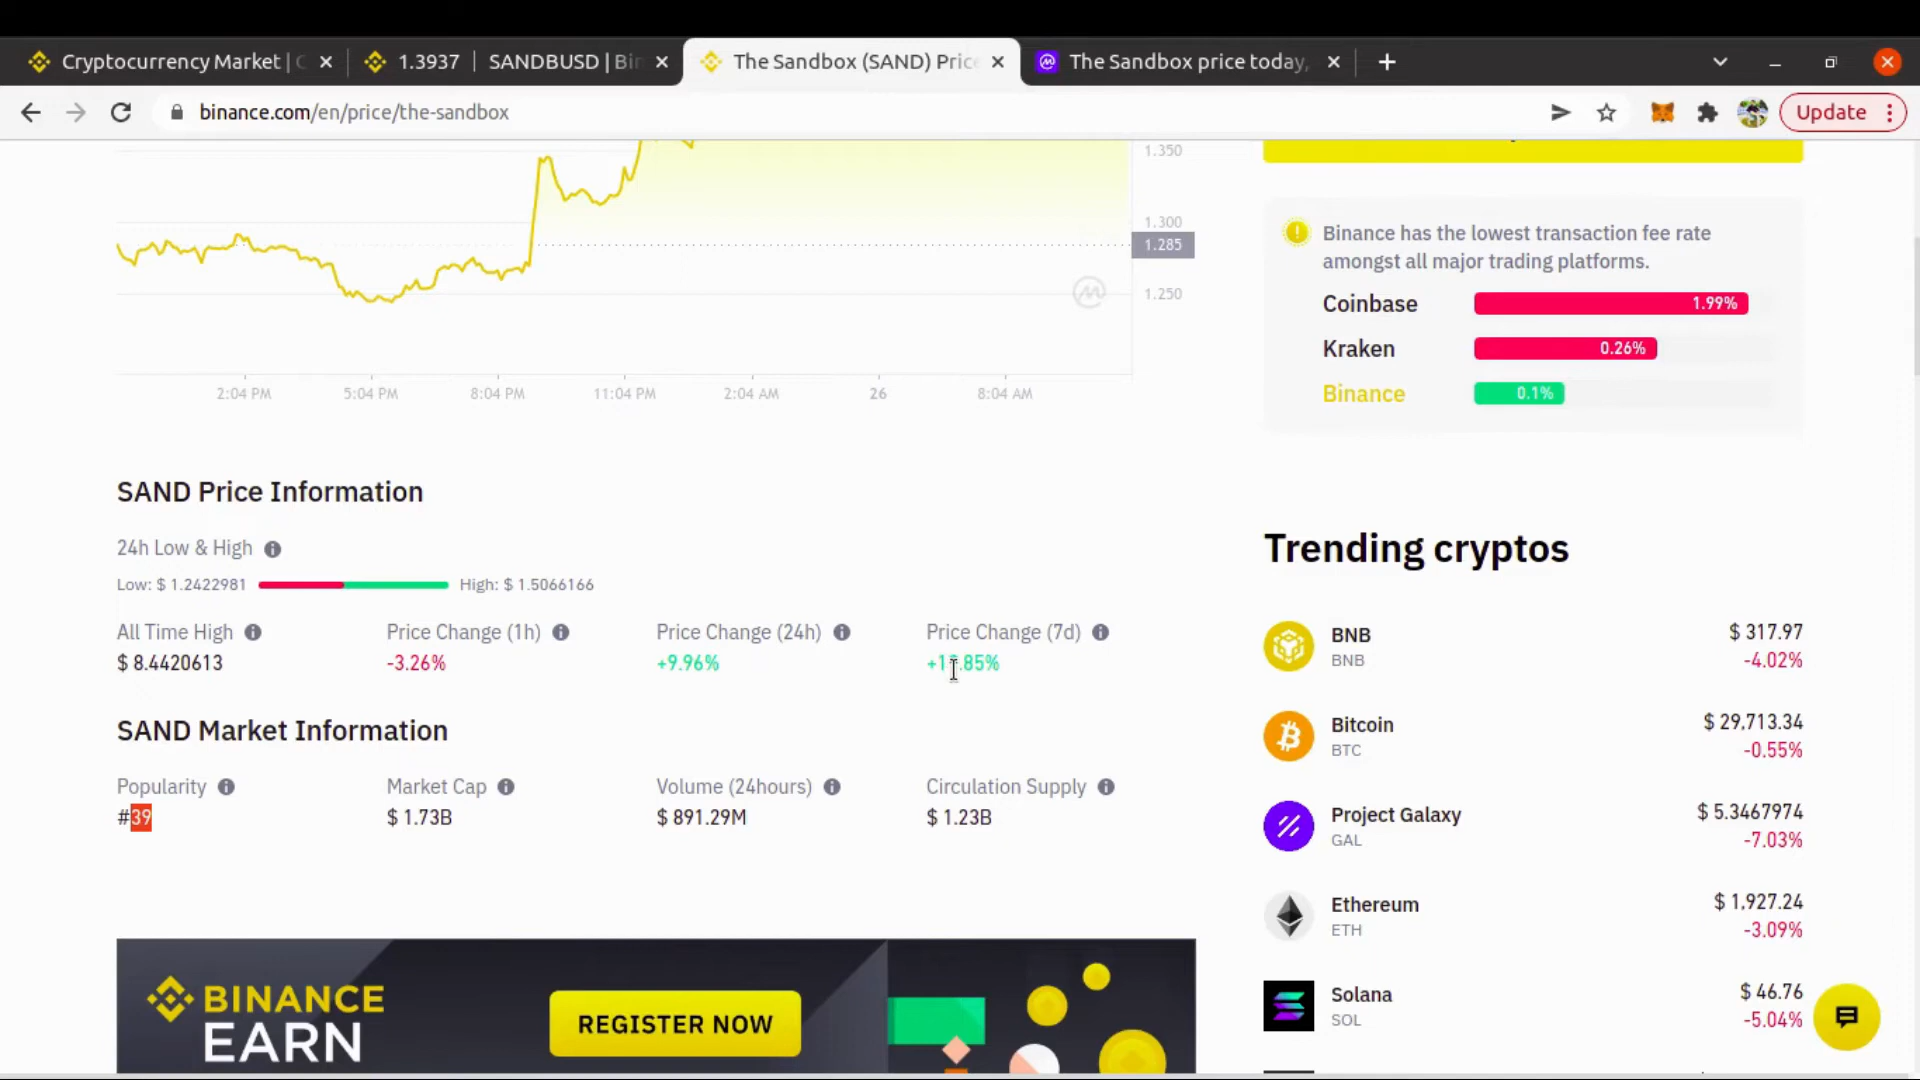 Cryptocurrency Market |
1.3937 | SANDBUSD | Bin
The Sandbox (SAND) Price
The Sandbox price today,
binance.com/en/price/the-sandbox
Update
1.350
1.300
1.285
1.250
2:04 PM 5:04 PM 8:04 PM 11:04 PM 2:04 AM 26 8:04 AM
Binance has the lowest transaction fee rate
amongst all major trading platforms.
Coinbase 1.99%
Kraken 0.26%
Binance 0.1%
SAND Price Information
24h Low & High
Low: $ 1.2422981 High: $ 1.5066166
All Time High Price Change (1h) Price Change (24h) Price Change (7d)
$ 8.4420613 -3.26% +9.96%
SAND Market Information
Popularity Market Cap Volume (24hours) Circulation Supply
#39 $ 1.73B $ 891.29M $ 1.23B
BINANCE
EARN
REGISTER NOW
Trending cryptos
BNB $ 317.97
BNB -4.02%
Bitcoin $ 29,713.34
BTC -0.55%
Project Galaxy $ 5.3467974
GAL -7.03%
Ethereum $ 1,927.24
ETH -3.09%
Solana $ 46.76
SOL -5.04%